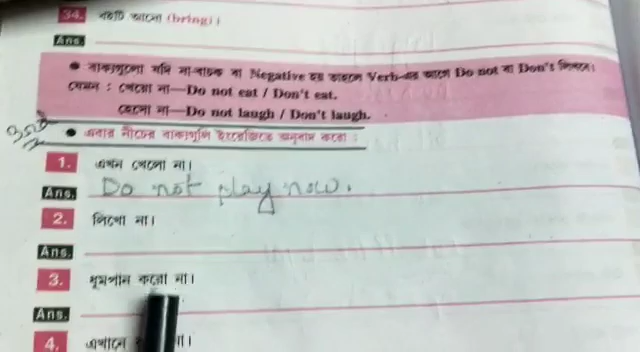 34. বইটি আনো (bring)।
Ans.
● বাক্যগুলো যদি না-বাচক বা Negative হয় তাহলে Verb-এর আগে Do not বা Don't লিখবে।
যেমন : খেয়ো না—Do not eat / Don't eat.
হেসো না—Do not laugh / Don't laugh.
● এবার নীচের বাক্যগুলি ইংরেজিতে অনুবাদ করো :
1. এখন খেলো না।
Ans. Do not play now.
2. লিখো না।
Ans.
3. ধূমপান করো না।
Ans.
4. এখানে না।